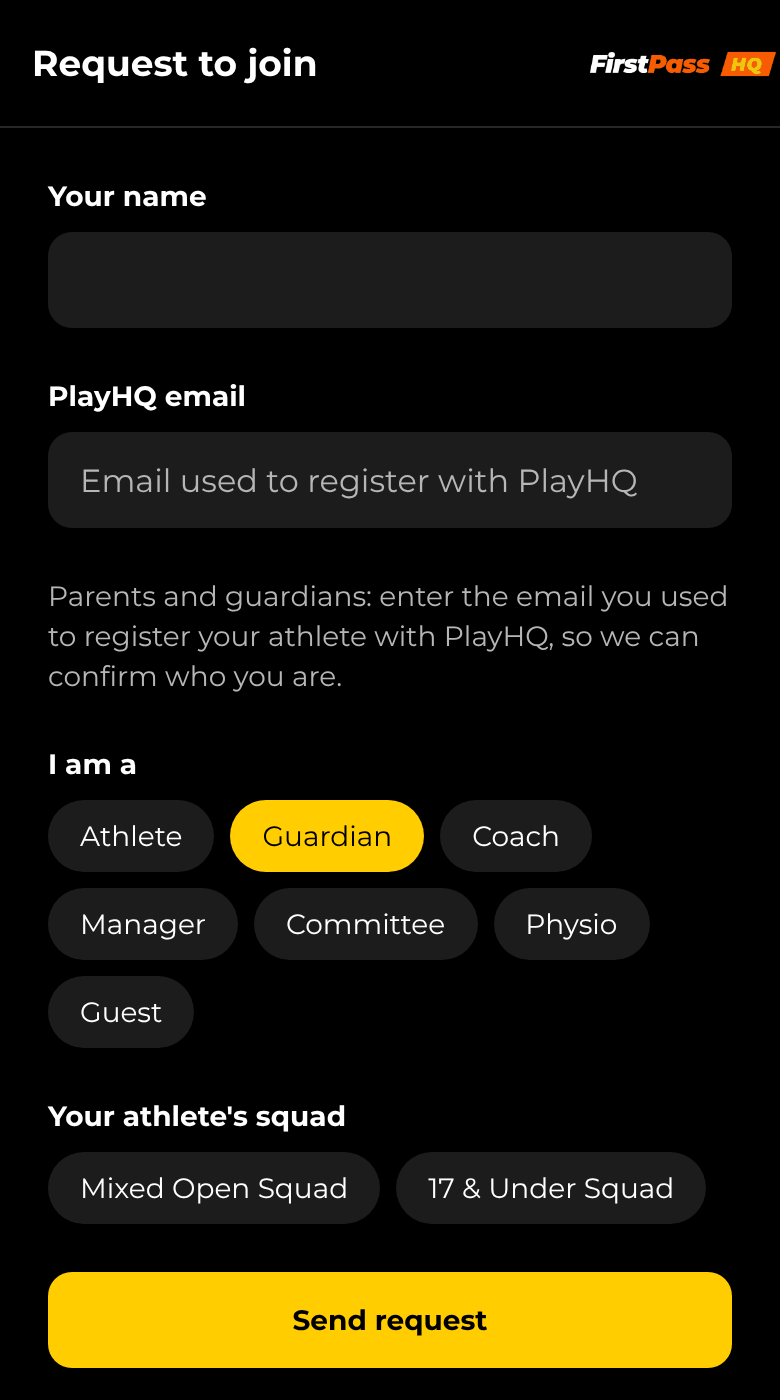 Request to join
FirstPass HQ
Your name
PlayHQ email
Email used to register with PlayHQ
Parents and guardians: enter the email you used
to register your athlete with PlayHQ, so we can
confirm who you are.
I am a
Athlete Guardian Coach
Manager Committee Physio
Guest
Your athlete's squad
Mixed Open Squad 17 & Under Squad
Send request